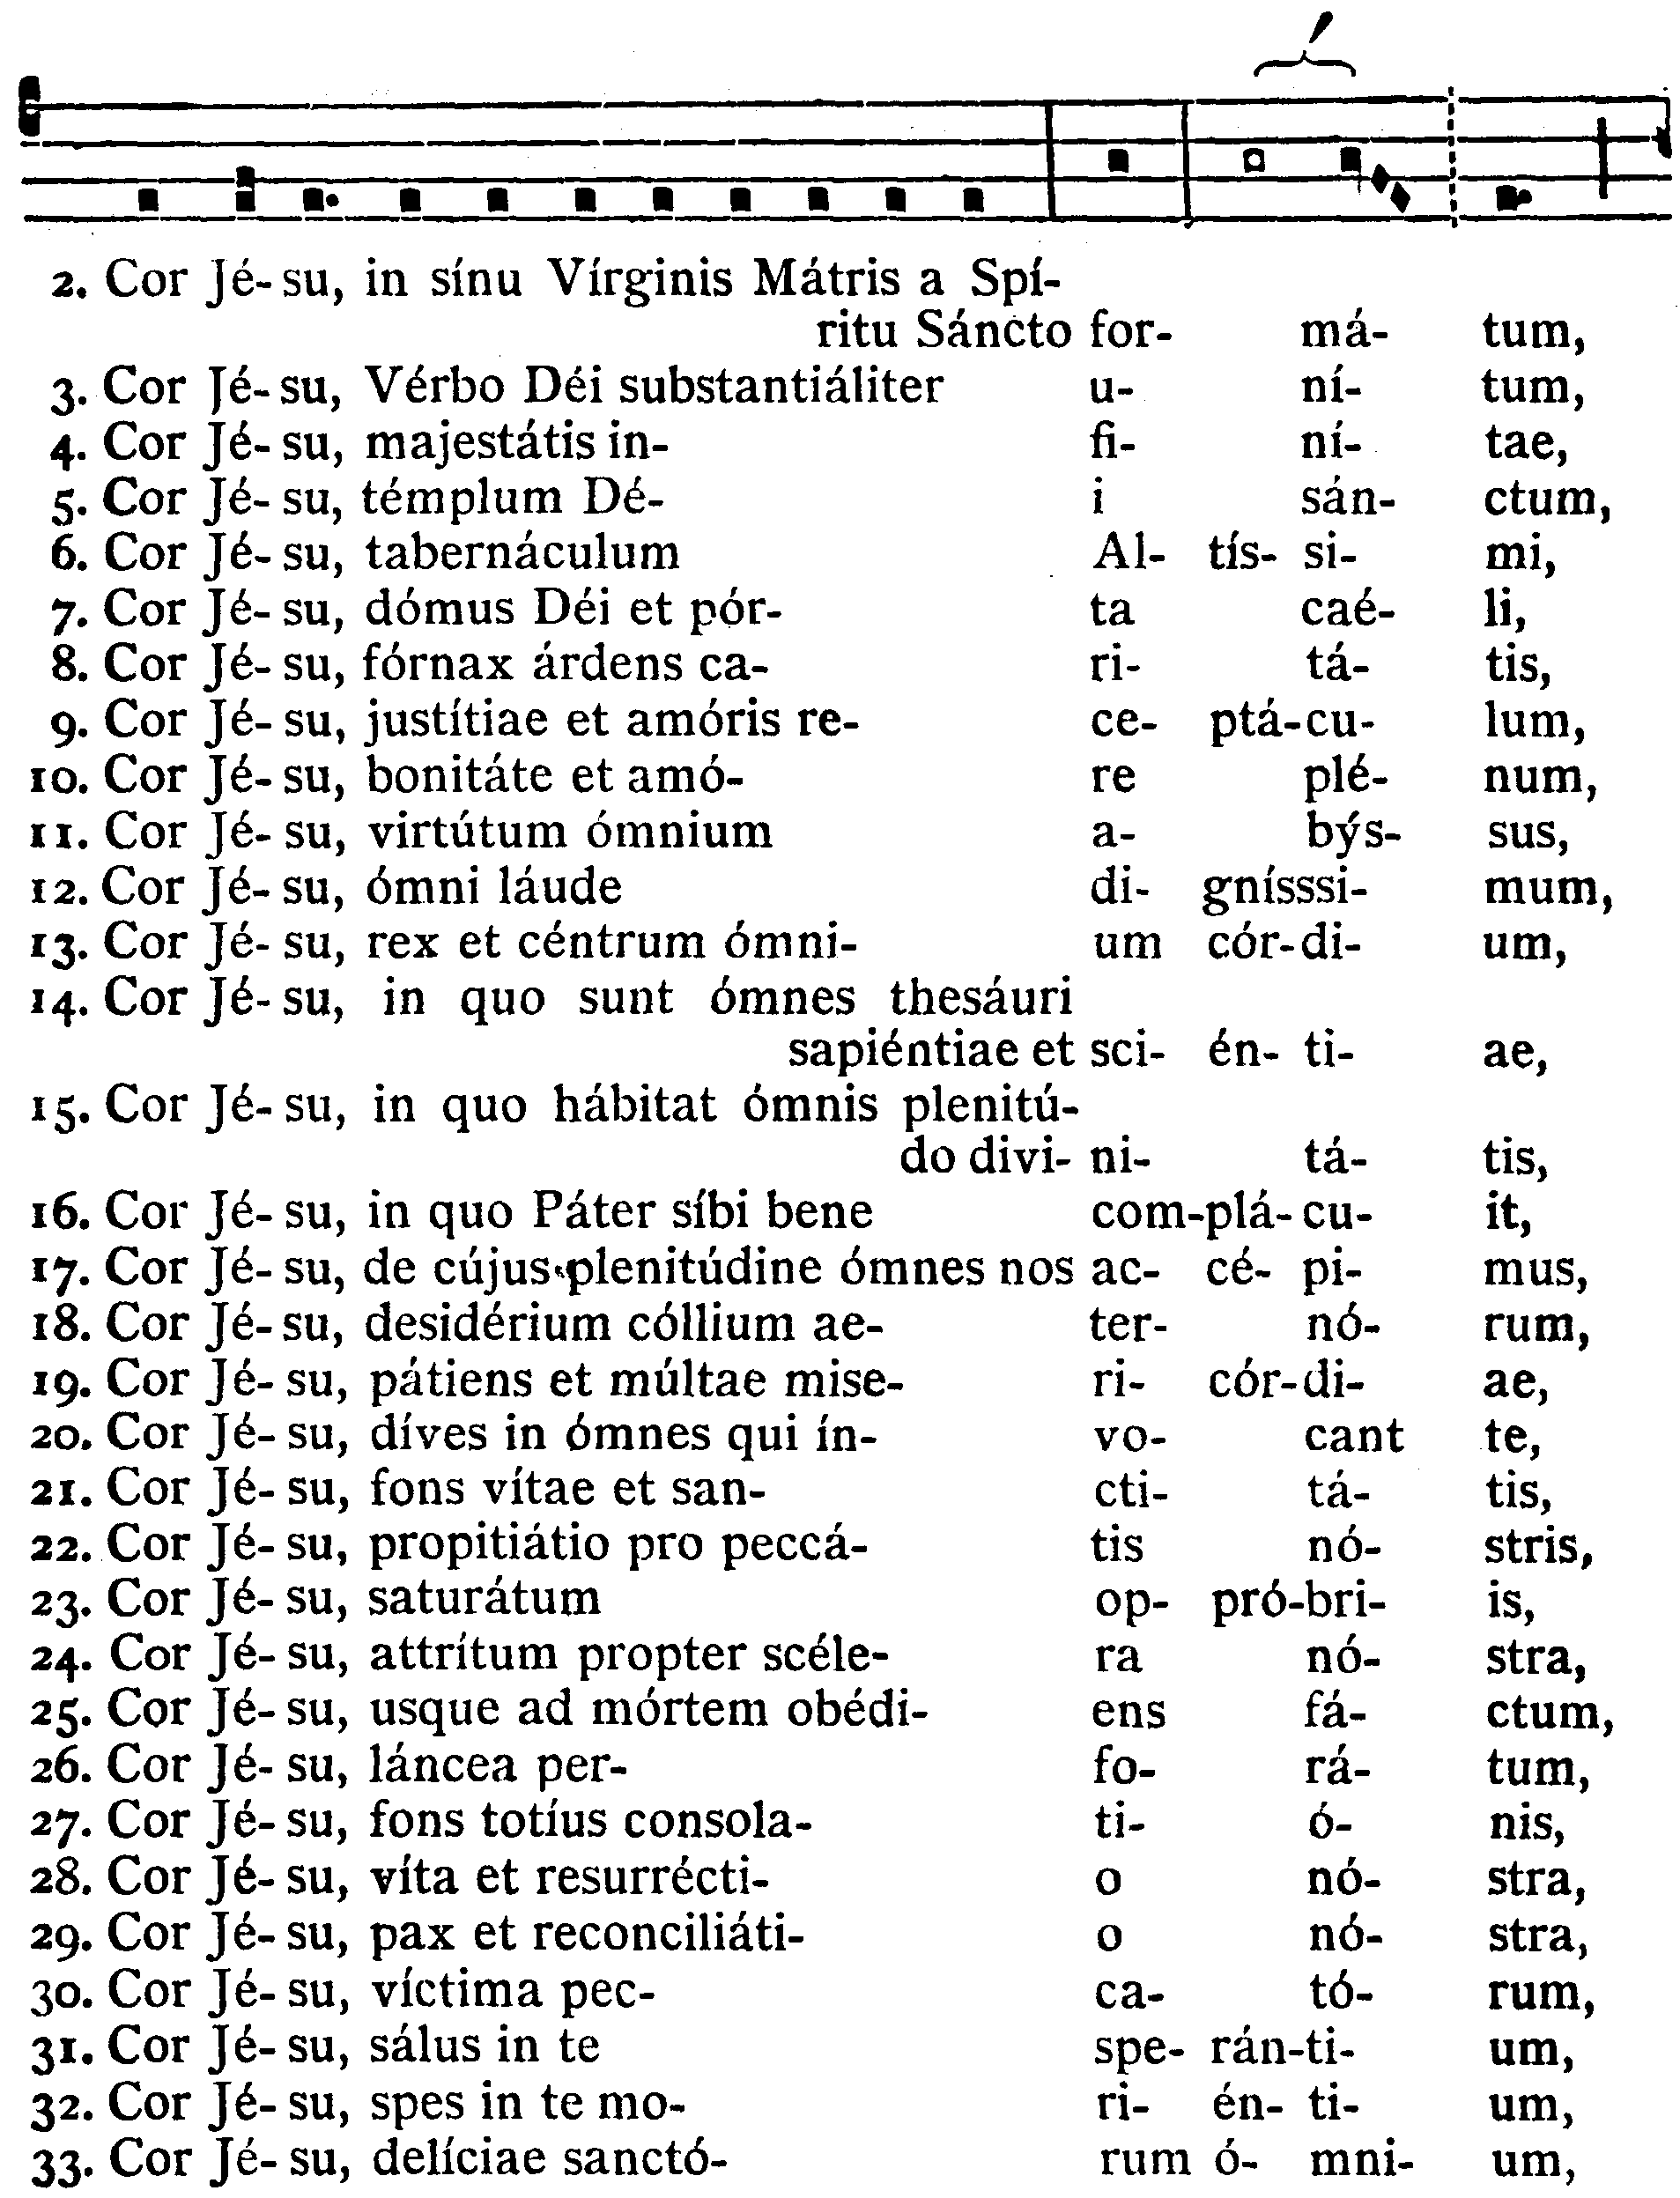 2. Cor Jé- su, in sínu Vírginis Mátris a Spí-
ritu Sáncto for- má- tum,
3. Cor Jé- su, Vérbo Déi substantiáliter u- ní- tum,
4. Cor Jé- su, majestátis in- fi- ní- tae,
5. Cor Jé- su, témplum Dé- i sán- ctum,
6. Cor Jé- su, tabernáculum Al- tís- si- mi,
7. Cor Jé- su, dómus Déi et pór- ta caé- li,
8. Cor Jé- su, fórnax árdens ca- ri- tá- tis,
9. Cor Jé- su, justítiae et amóris re- ce- ptá- cu- lum,
10. Cor Jé- su, bonitáte et amó- re plé- num,
11. Cor Jé- su, virtútum ómnium a- býs- sus,
12. Cor Jé- su, ómni láude di- gnísssi- mum,
13. Cor Jé- su, rex et céntrum ómni- um cór- di- um,
14. Cor Jé- su, in quo sunt ómnes thesáuri
sapiéntiae et sci- én- ti- ae,
15. Cor Jé- su, in quo hábitat ómnis plenitú-
do divi- ni- tá- tis,
16. Cor Jé- su, in quo Páter síbi bene com- plá- cu- it,
17. Cor Jé- su, de cújus plenitúdine ómnes nos ac- cé- pi- mus,
18. Cor Jé- su, desidérium cóllium ae- ter- nó- rum,
19. Cor Jé- su, pátiens et múltae mise- ri- cór- di- ae,
20. Cor Jé- su, díves in ómnes qui ín- vo- cant te,
21. Cor Jé- su, fons vítae et san- cti- tá- tis,
22. Cor Jé- su, propitiátio pro peccá- tis nó- stris,
23. Cor Jé- su, saturátum op- pró- bri- is,
24. Cor Jé- su, attrítum propter scéle- ra nó- stra,
25. Cor Jé- su, usque ad mórtem obédi- ens fá- ctum,
26. Cor Jé- su, láncea per- fo- rá- tum,
27. Cor Jé- su, fons totíus consola- ti- ó- nis,
28. Cor Jé- su, víta et resurrécti- o nó- stra,
29. Cor Jé- su, pax et reconciliáti- o nó- stra,
30. Cor Jé- su, víctima pec- ca- tó- rum,
31. Cor Jé- su, sálus in te spe- rán- ti- um,
32. Cor Jé- su, spes in te mo- ri- én- ti- um,
33. Cor Jé- su, delíciae sanctó- rum ó- mni- um,